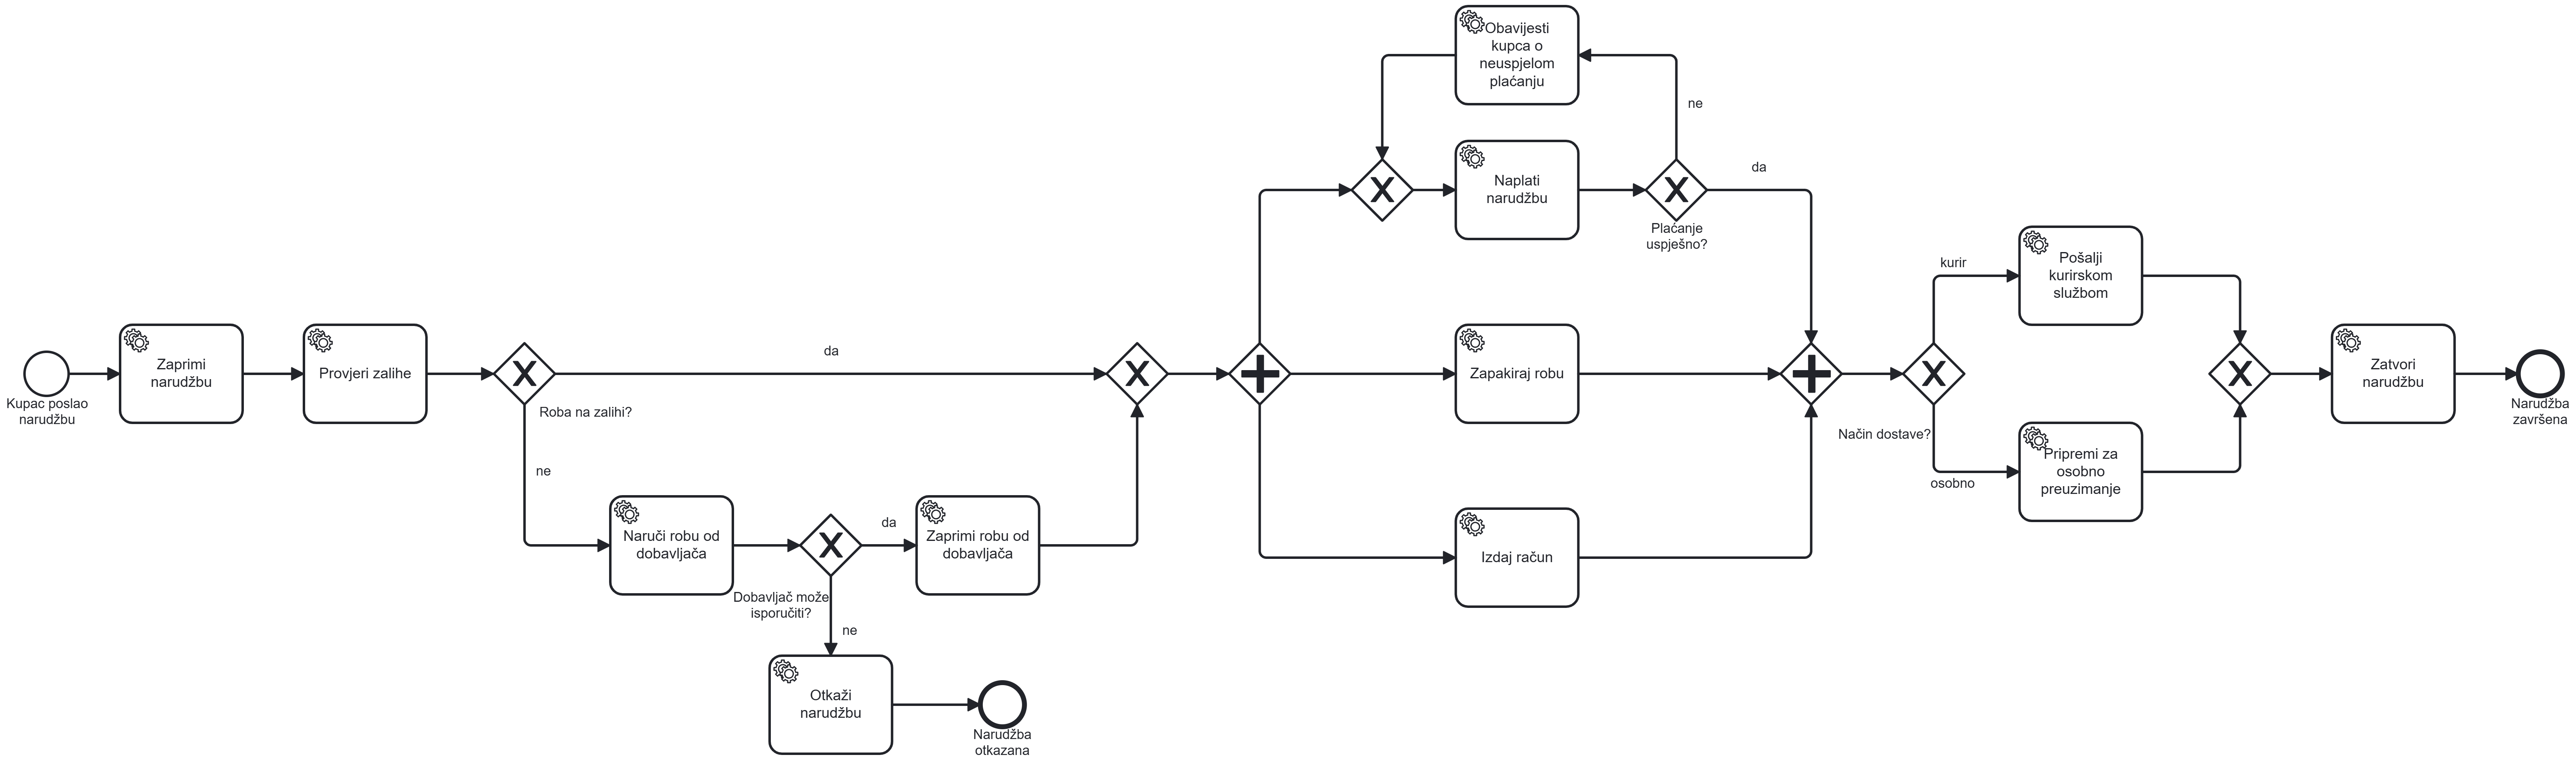 Kupac poslao
narudžbu
Zaprimi
narudžbu
Provjeri zalihe
Roba na zalihi?
da
ne
Naruči robu od
dobavljača
Dobavljač može
isporučiti?
da
ne
Zaprimi robu od
dobavljača
Otkaži
narudžbu
Narudžba
otkazana
Obavijesti
kupca o
neuspjelom
plaćanju
Naplati
narudžbu
Plaćanje
uspješno?
ne
da
Zapakiraj robu
Izdaj račun
Način dostave?
kurir
osobno
Pošalji
kurirskom
službom
Pripremi za
osobno
preuzimanje
Zatvori
narudžbu
Narudžba
završena